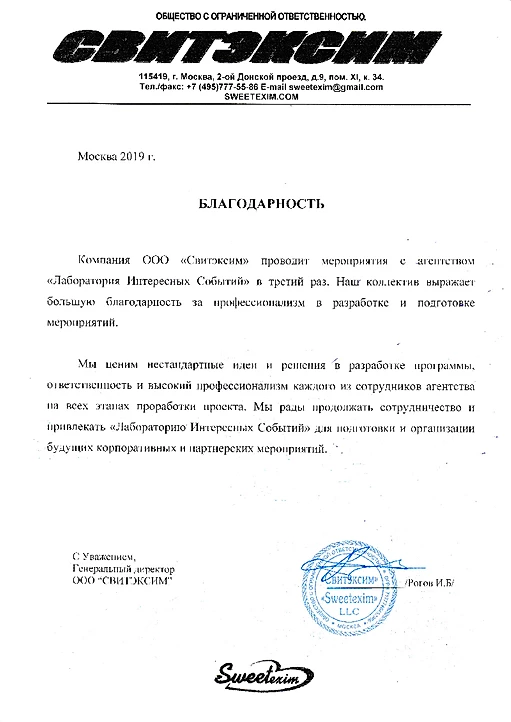 ОБЩЕСТВО С ОГРАНИЧЕННОЙ ОТВЕТСТВЕННОСТЬЮ.
СВИТЭКСИМ
115419, г. Москва, 2-ой Донской проезд, д.9, пом. XI, к. 34.
Тел./факс: +7 (495)777-55-86 E-mail sweetexim@gmail.com
SWEETEXIM.COM
Москва 2019 г.
БЛАГОДАРНОСТЬ
Компания ООО «Свитэксим» проводит мероприятия с агентством
«Лаборатория Интересных Событий» в третий раз. Наш коллектив выражает
большую благодарность за профессионализм в разработке и подготовке
мероприятий.
Мы ценим нестандартные идеи и решения в разработке программы,
ответственность и высокий профессионализм каждого из сотрудников агентства
на всех этапах проработки проекта. Мы рады продолжать сотрудничество и
привлекать «Лабораторию Интересных Событий» для подготовки и организации
будущих корпоративных и партнерских мероприятий.
С Уважением,
Генеральный директор
ООО "СВИТЭКСИМ"
/Рогов И.Б/
«Свитэксим»
«Sweetexim»
LLC
МОСКВА
Sweetexim